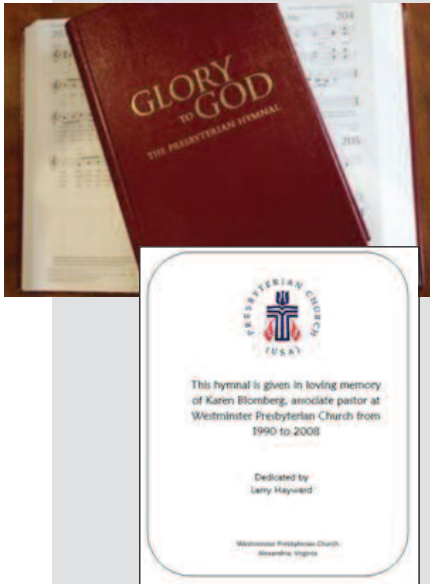 204
205
GLORY
TO GOD
THE PRESBYTERIAN HYMNAL
PRESBYTERIAN CHURCH
(USA)
This hymnal is given in loving memory
of Karen Blomberg, associate pastor at
Westminster Presbyterian Church from
1990 to 2008
Dedicated by
Larry Hayward
Westminster Presbyterian Church
Alexandria, Virginia